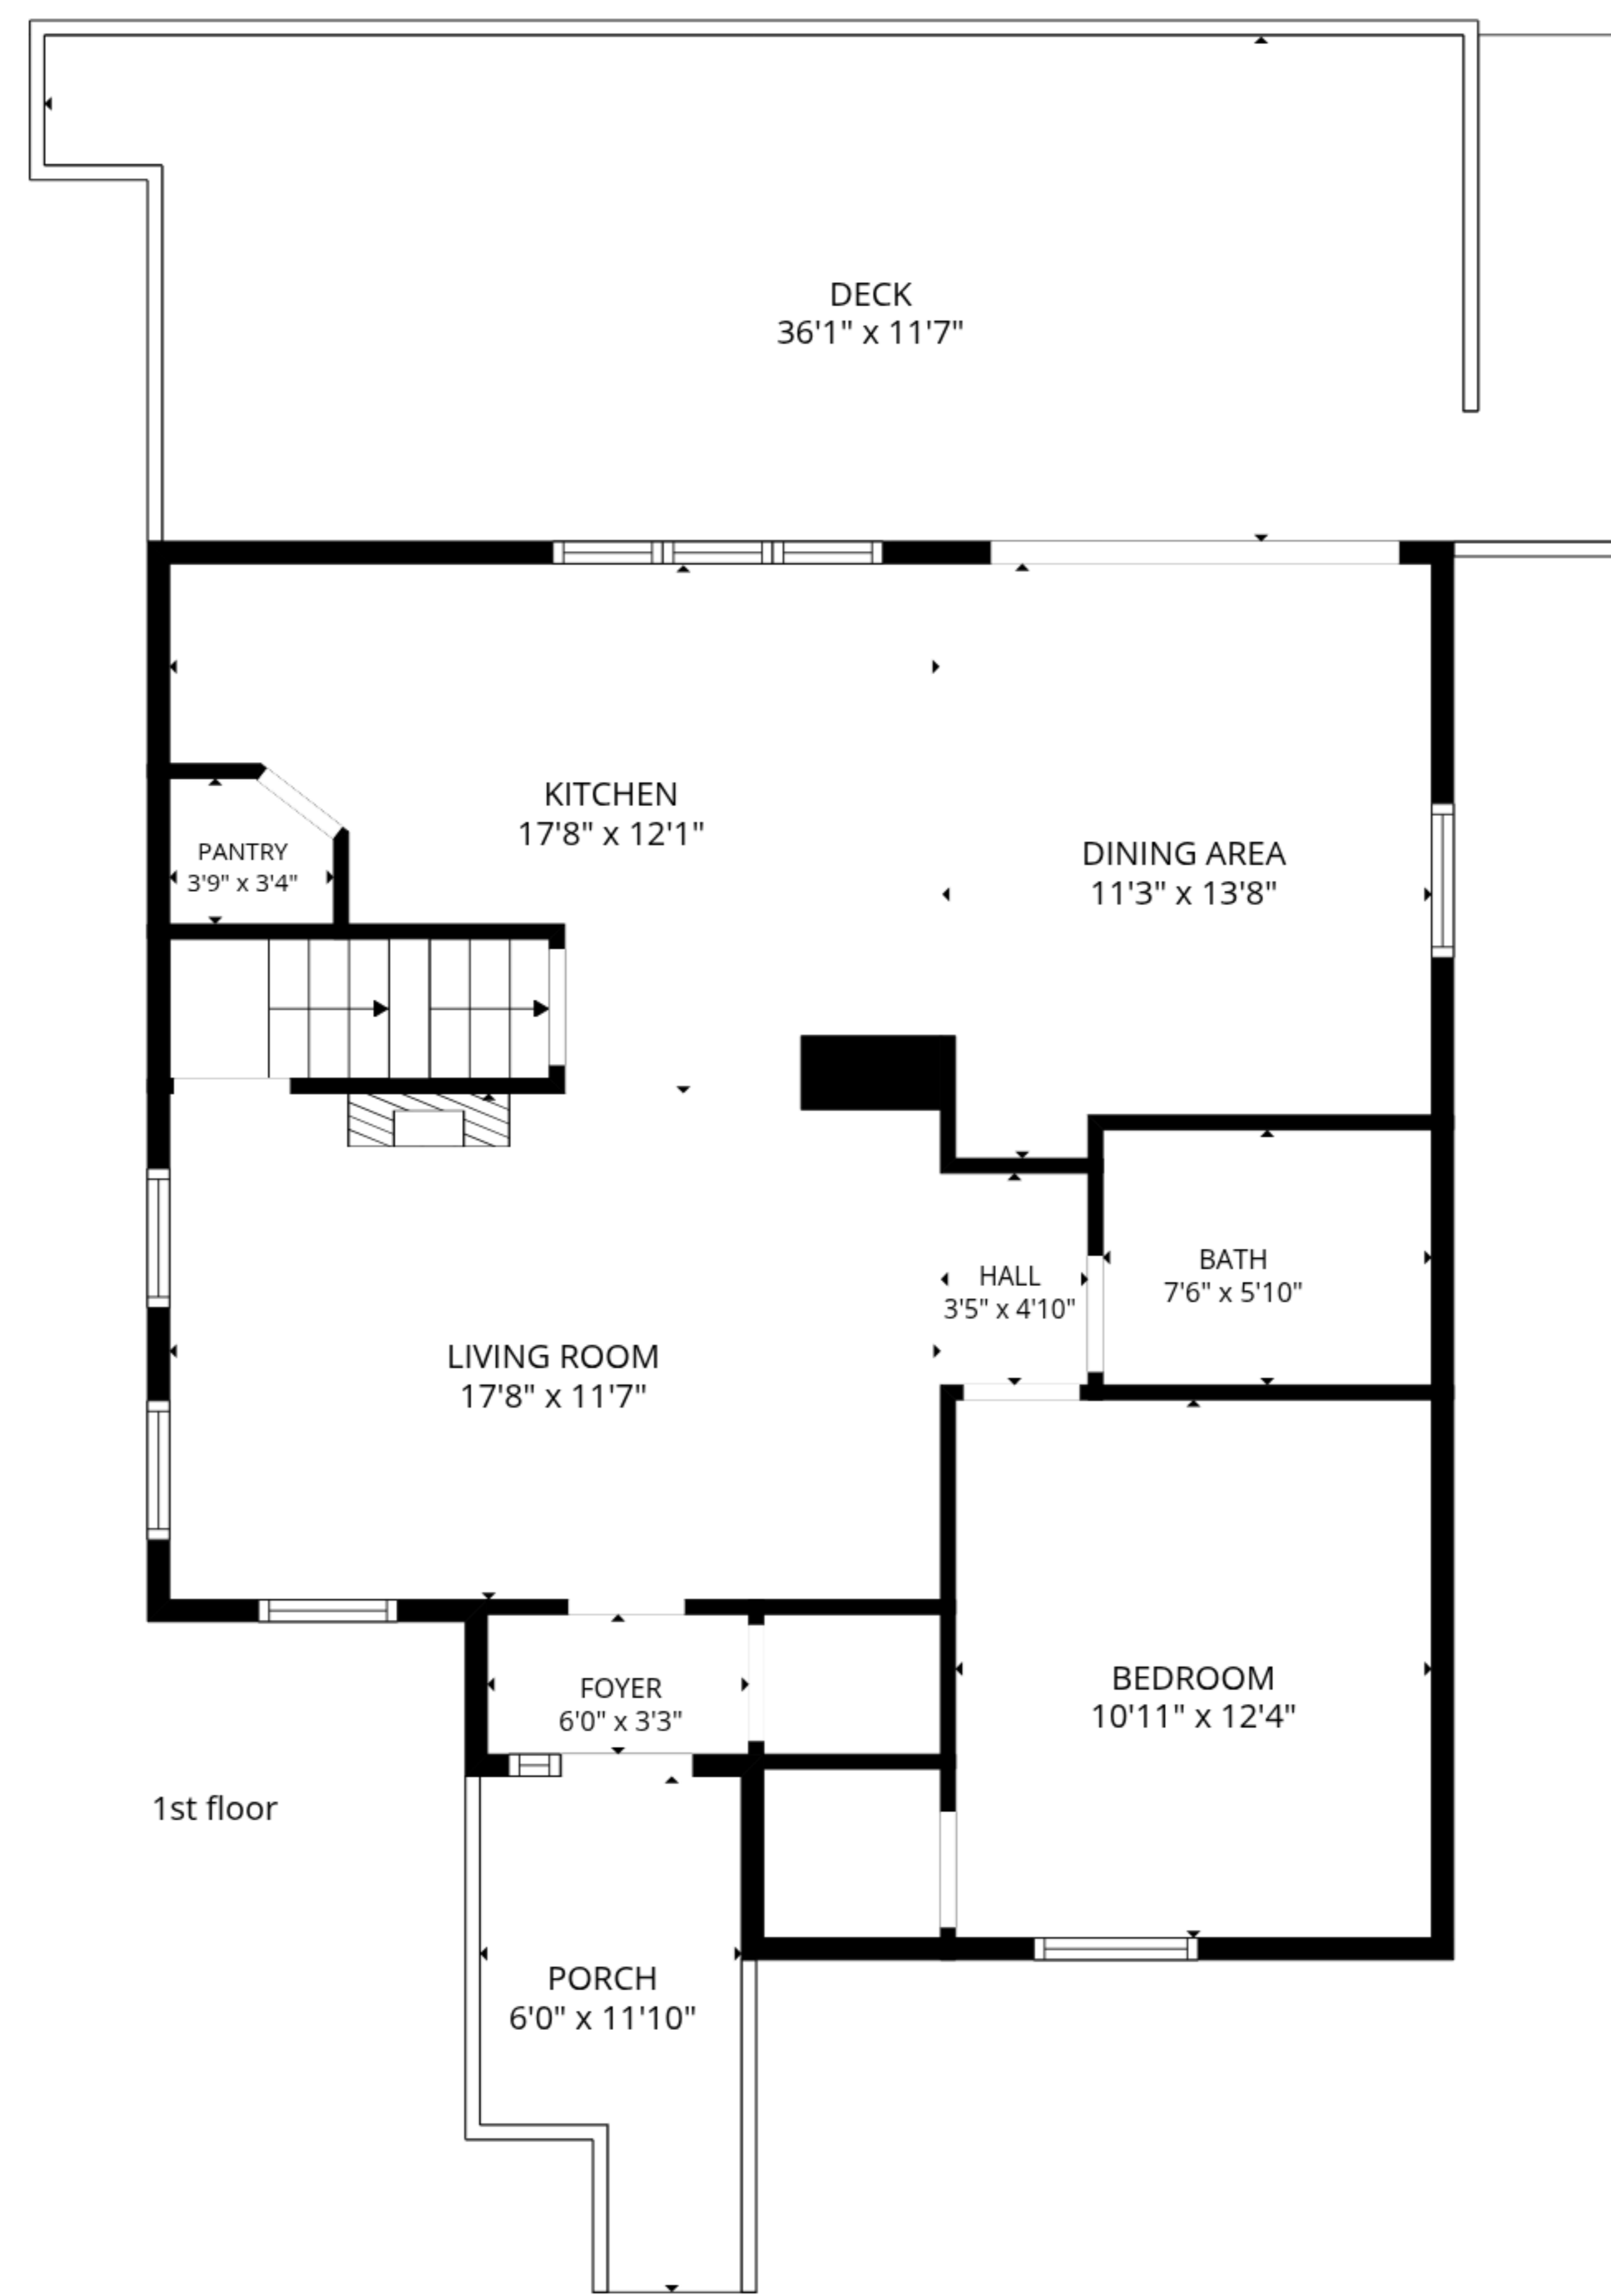 DECK
36'1" x 11'7"
KITCHEN
17'8" x 12'1"
PANTRY
3'9" x 3'4"
DINING AREA
11'3" x 13'8"
HALL
3'5" x 4'10"
BATH
7'6" x 5'10"
LIVING ROOM
17'8" x 11'7"
FOYER
6'0" x 3'3"
BEDROOM
10'11" x 12'4"
1st floor
PORCH
6'0" x 11'10"